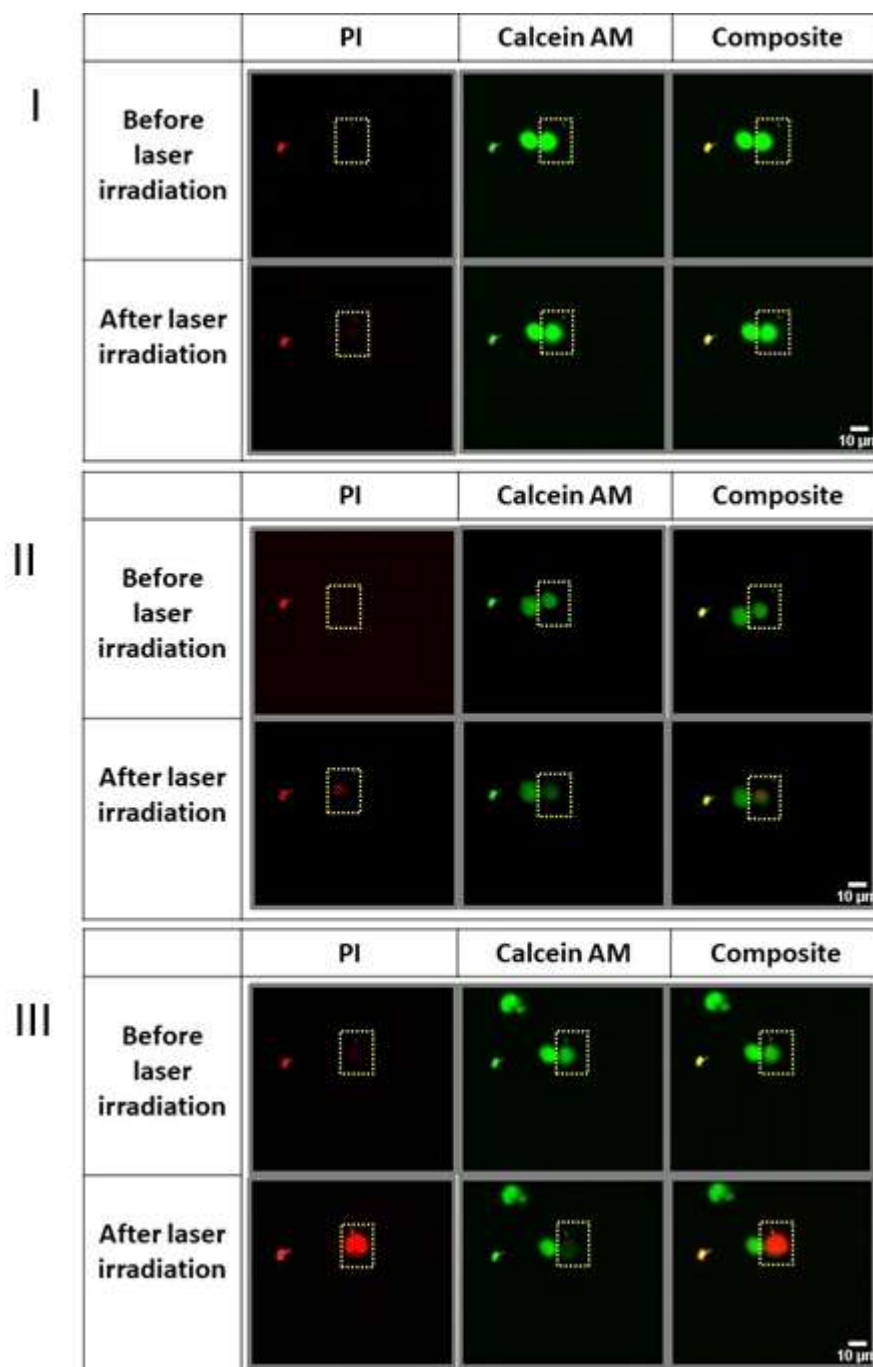 PI Calcein AM Composite
I
Before
laser
irradiation
After laser
irradiation
10 µm
PI Calcein AM Composite
II
Before
laser
irradiation
After laser
irradiation
10 µm
PI Calcein AM Composite
III
Before
laser
irradiation
After laser
irradiation
10 µm